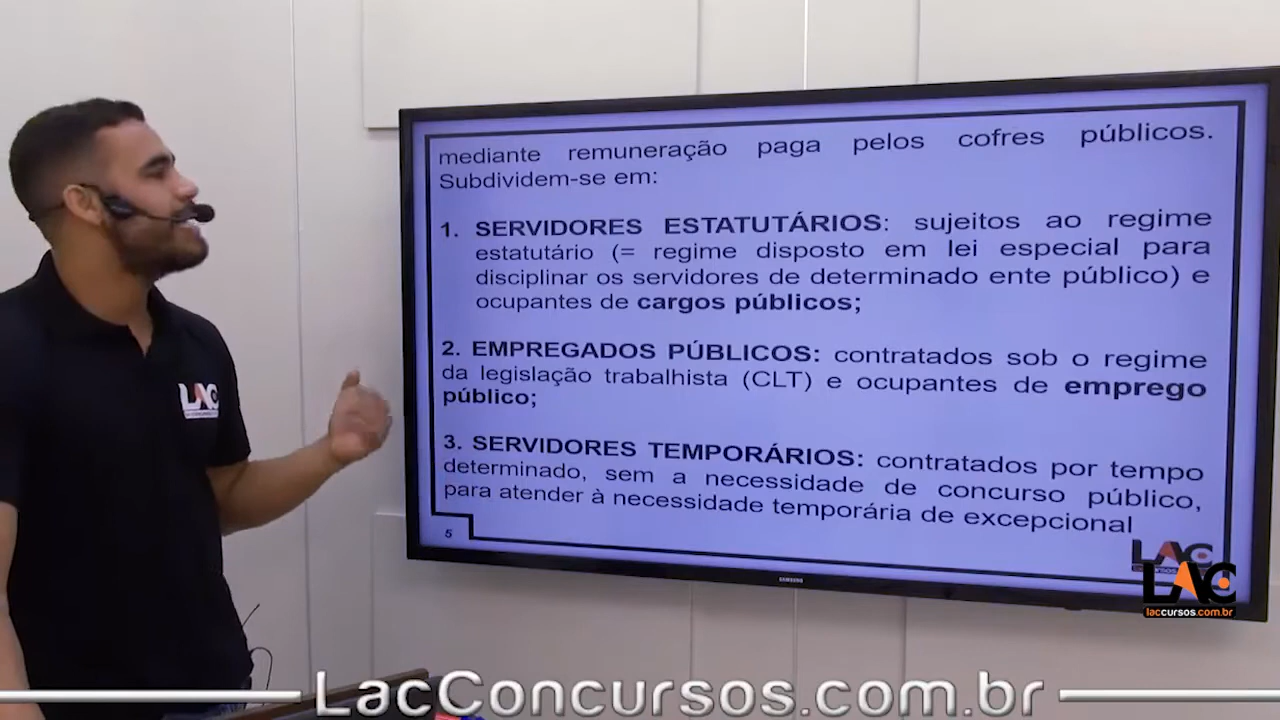 mediante remuneração paga pelos cofres públicos.
Subdividem-se em:
1. SERVIDORES ESTATUTÁRIOS: sujeitos ao regime
estatutário (= regime disposto em lei especial para
disciplinar os servidores de determinado ente público) e
ocupantes de cargos públicos;
2. EMPREGADOS PÚBLICOS: contratados sob o regime
da legislação trabalhista (CLT) e ocupantes de emprego
público;
3. SERVIDORES TEMPORÁRIOS: contratados por tempo
determinado, sem a necessidade de concurso público,
para atender à necessidade temporária de excepcional
5
SAMSUNG
LAC
LAC
LAC
laccursos.com.br
LacConcursos.com.br